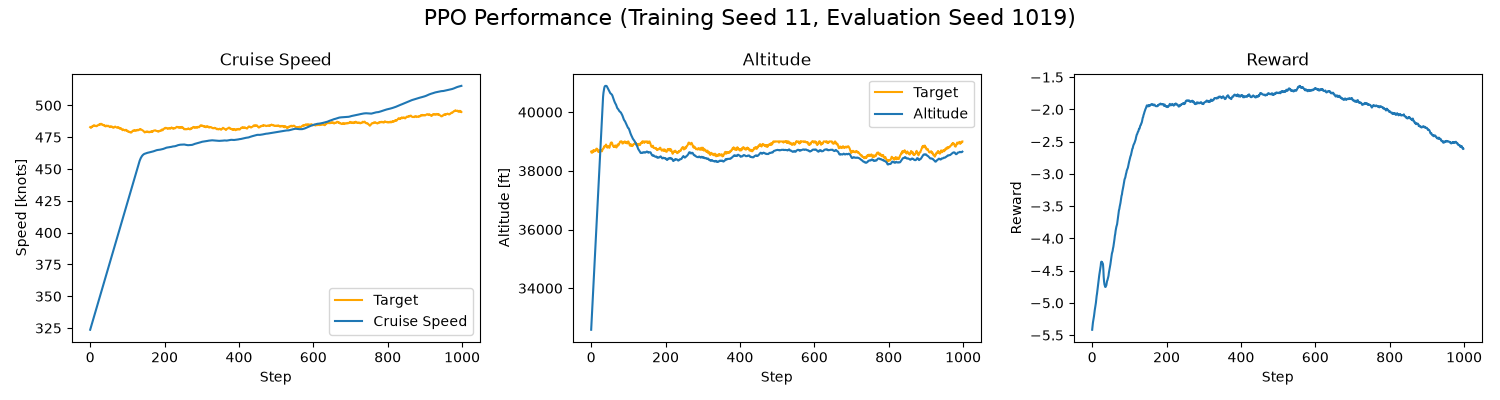 PPO Performance (Training Seed 11, Evaluation Seed 1019)
Cruise Speed
Speed [knots]
500
475
450
425
400
375
350
325
0 200 400 600 800 1000
Step
Target
Cruise Speed
Altitude
Altitude [ft]
40000
38000
36000
34000
0 200 400 600 800 1000
Step
Target
Altitude
Reward
Reward
−1.5
−2.0
−2.5
−3.0
−3.5
−4.0
−4.5
−5.0
−5.5
0 200 400 600 800 1000
Step